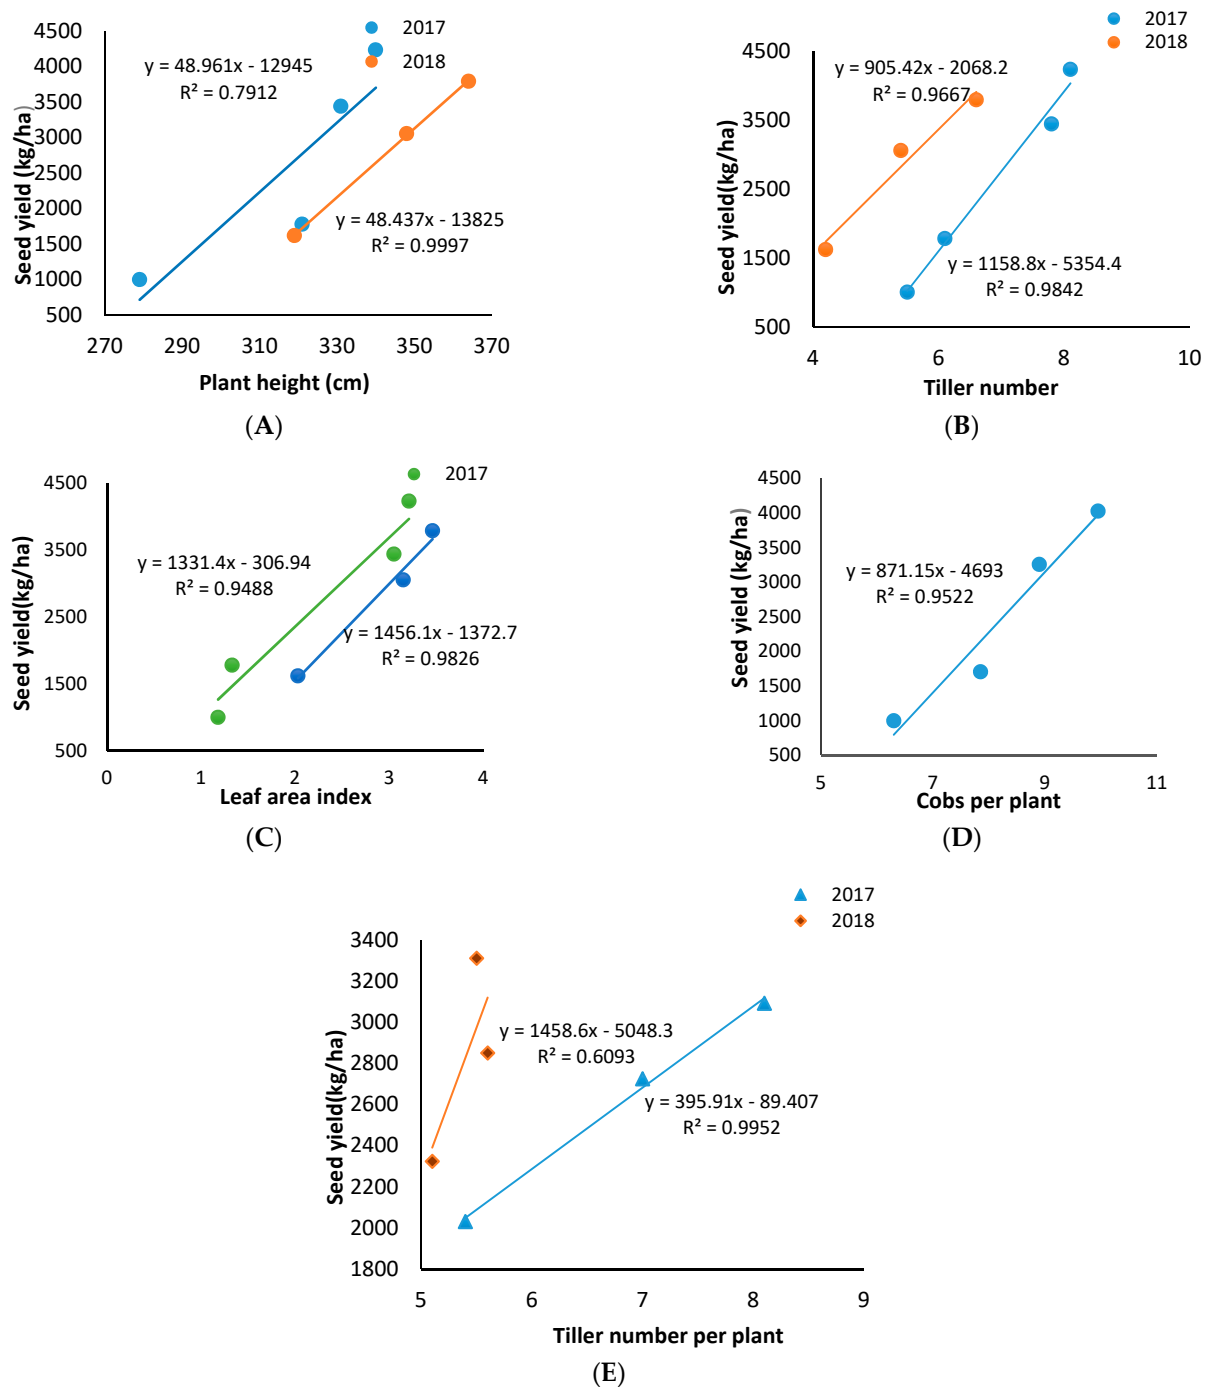 2017
2018
y = 48.961x - 12945
R² = 0.7912
y = 48.437x - 13825
R² = 0.9997
4500
4000
3500
3000
2500
2000
1500
1000
500
270 290 310 330 350 370
Seed yield (kg/ha)
Plant height (cm)
(A)
2017
2018
y = 905.42x - 2068.2
R² = 0.9667
y = 1158.8x - 5354.4
R² = 0.9842
4500
3500
2500
1500
500
4 6 8 10
Seed yield(kg/ha)
Tiller number
(B)
2017
y = 1331.4x - 306.94
R² = 0.9488
y = 1456.1x - 1372.7
R² = 0.9826
4500
3500
2500
1500
500
0 1 2 3 4
Seed yield(kg/ha)
Leaf area index
(C)
y = 871.15x - 4693
R² = 0.9522
4500
4000
3500
3000
2500
2000
1500
1000
500
5 7 9 11
Seed yield (kg/ha)
Cobs per plant
(D)
2017
2018
y = 1458.6x - 5048.3
R² = 0.6093
y = 395.91x - 89.407
R² = 0.9952
3400
3200
3000
2800
2600
2400
2200
2000
1800
5 6 7 8 9
Seed yield(kg/ha)
Tiller number per plant
(E)